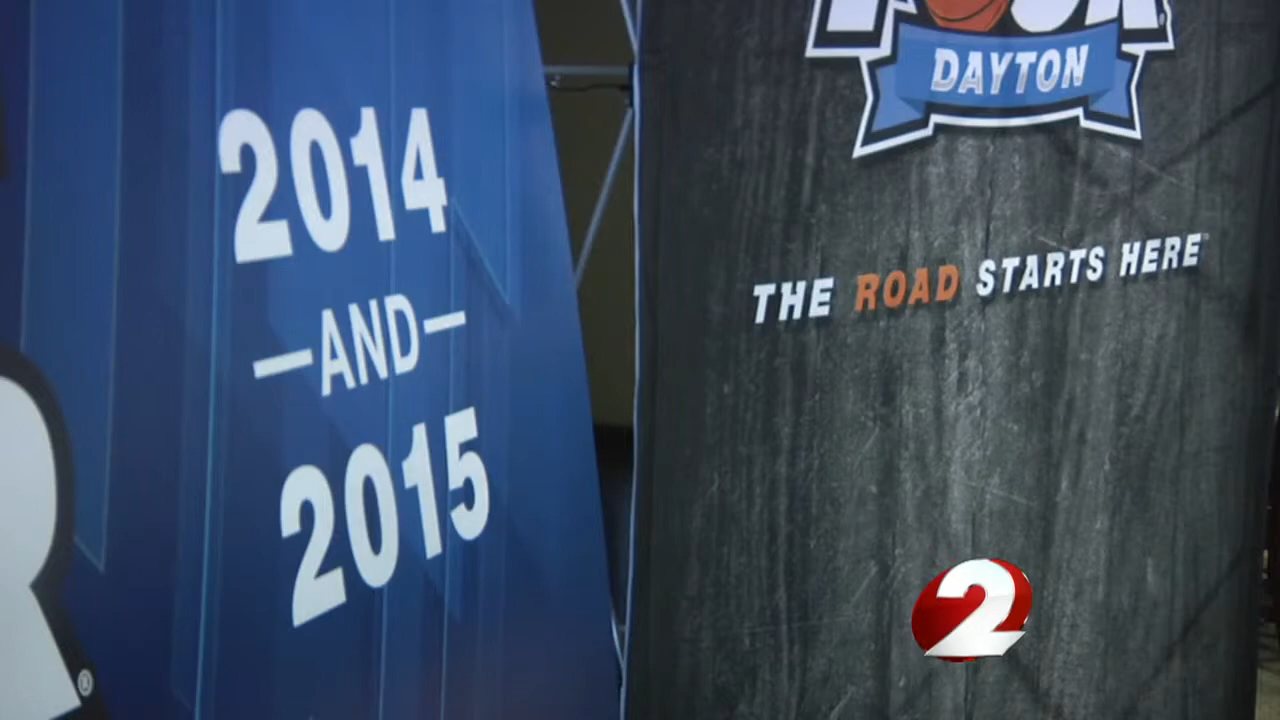 2014
—AND—
2015
R®
DAYTON
THE ROAD STARTS HERE
2